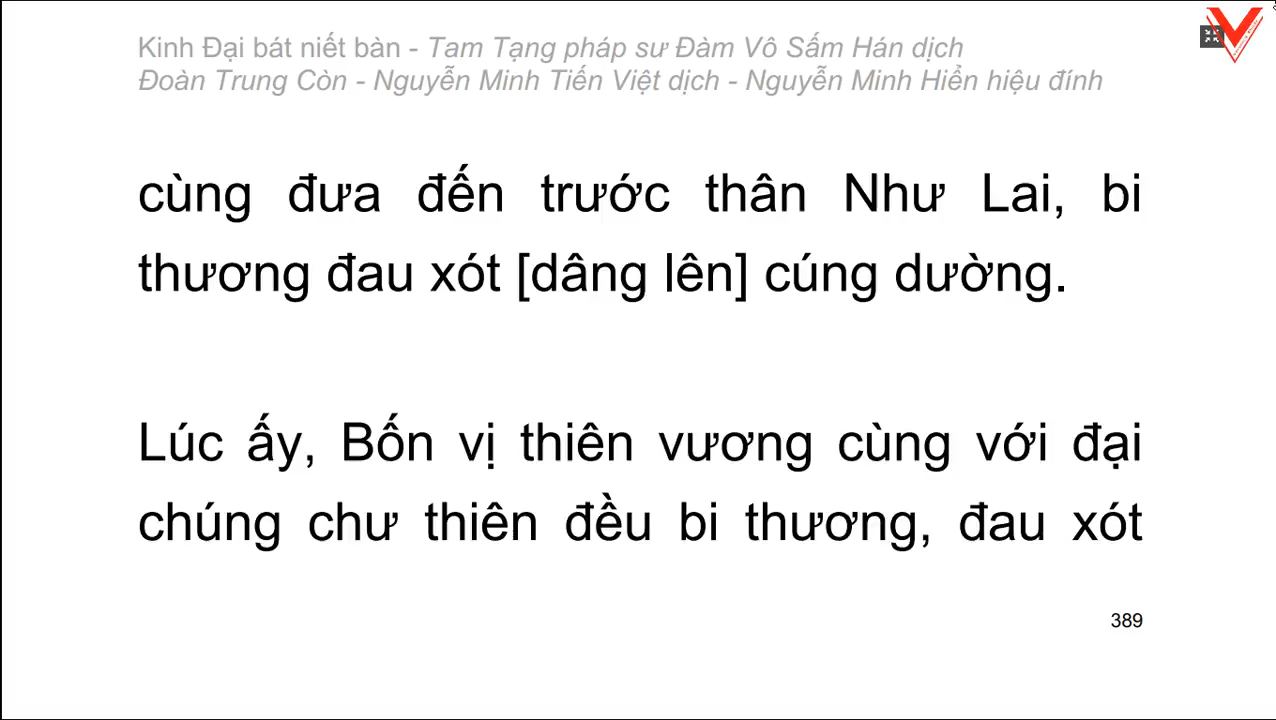 Kinh Đại bát niết bàn - Tam Tạng pháp sư Đàm Vô Sấm Hán dịch
Đoàn Trung Còn - Nguyễn Minh Tiến Việt dịch - Nguyễn Minh Hiển hiệu đính
cùng đưa đến trước thân Như Lai, bi
thương đau xót [dâng lên] cúng dường.
Lúc ấy, Bốn vị thiên vương cùng với đại
chúng chư thiên đều bi thương, đau xót
389